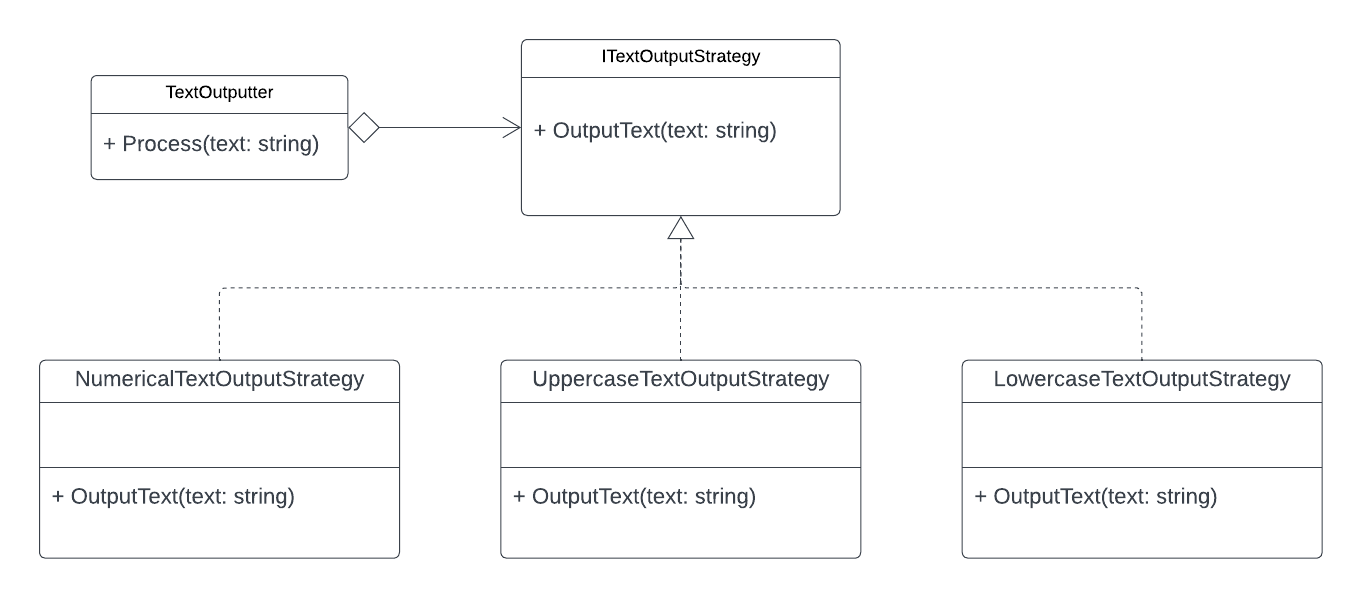 TextOutputter
+ Process(text: string)
ITextOutputStrategy
+ OutputText(text: string)
NumericalTextOutputStrategy
+ OutputText(text: string)
UppercaseTextOutputStrategy
+ OutputText(text: string)
LowercaseTextOutputStrategy
+ OutputText(text: string)